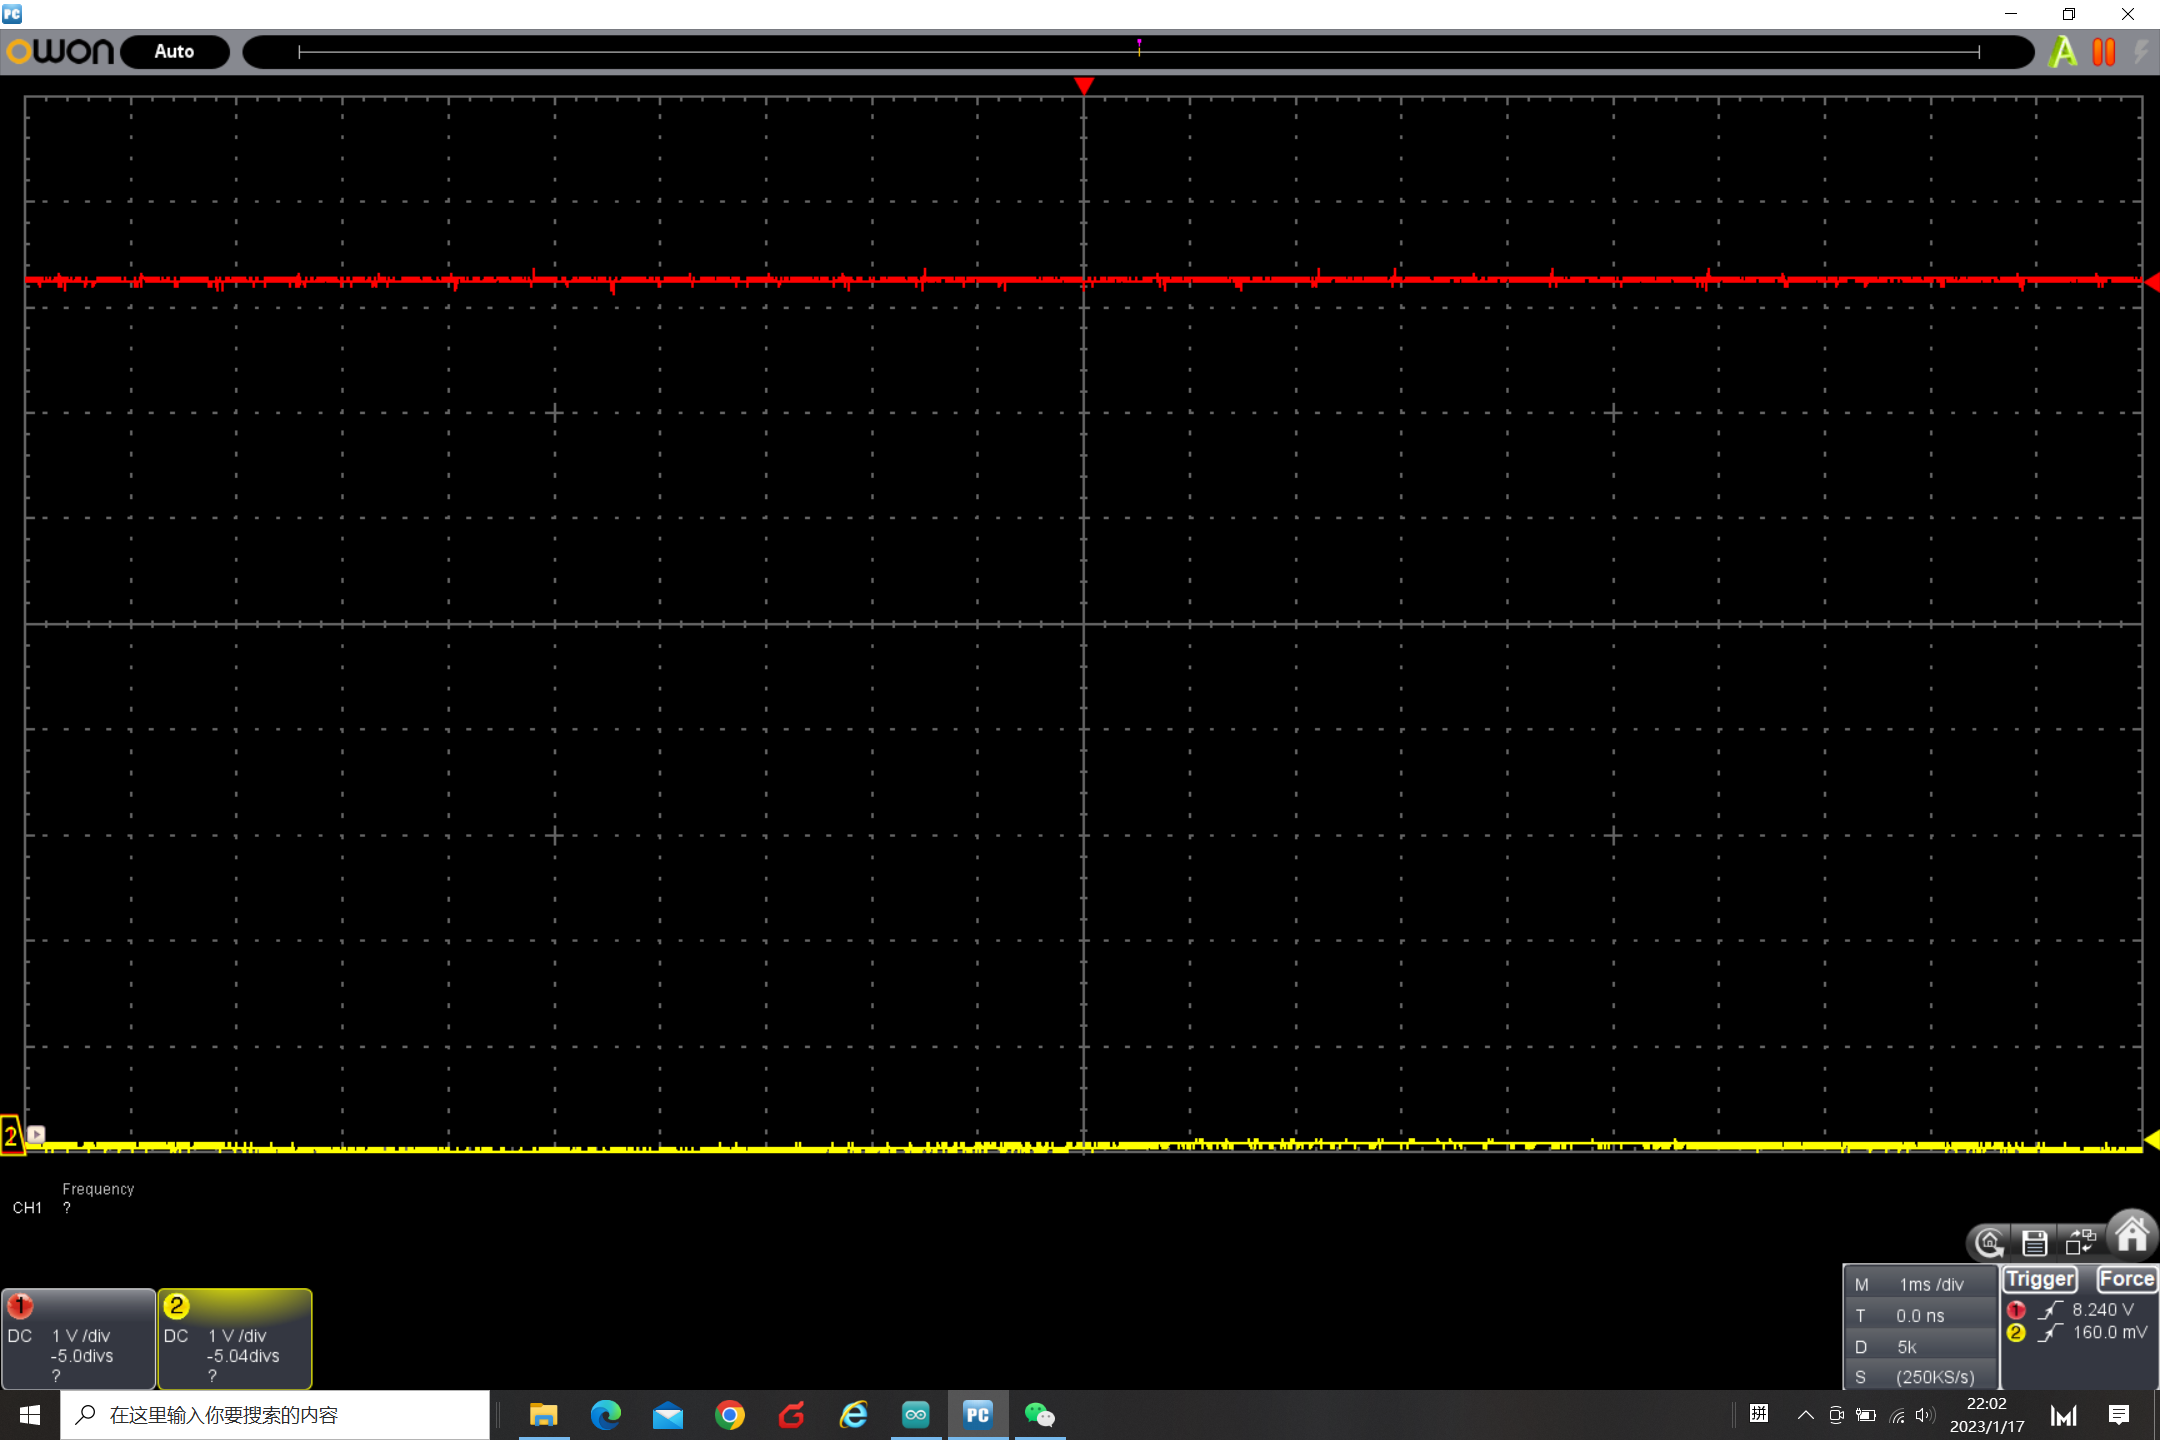 PC
owon Auto
2
Frequency
CH1 ?
1
DC 1 V /div
-5.0divs
?
2
DC 1 V /div
-5.04divs
?
M 1ms /div
T 0.0 ns
D 5k
S (250KS/s)
Trigger Force
1 8.240 V
2 160.0 mV
在这里输入你要搜索的内容
PC
拼
22:02
2023/1/17